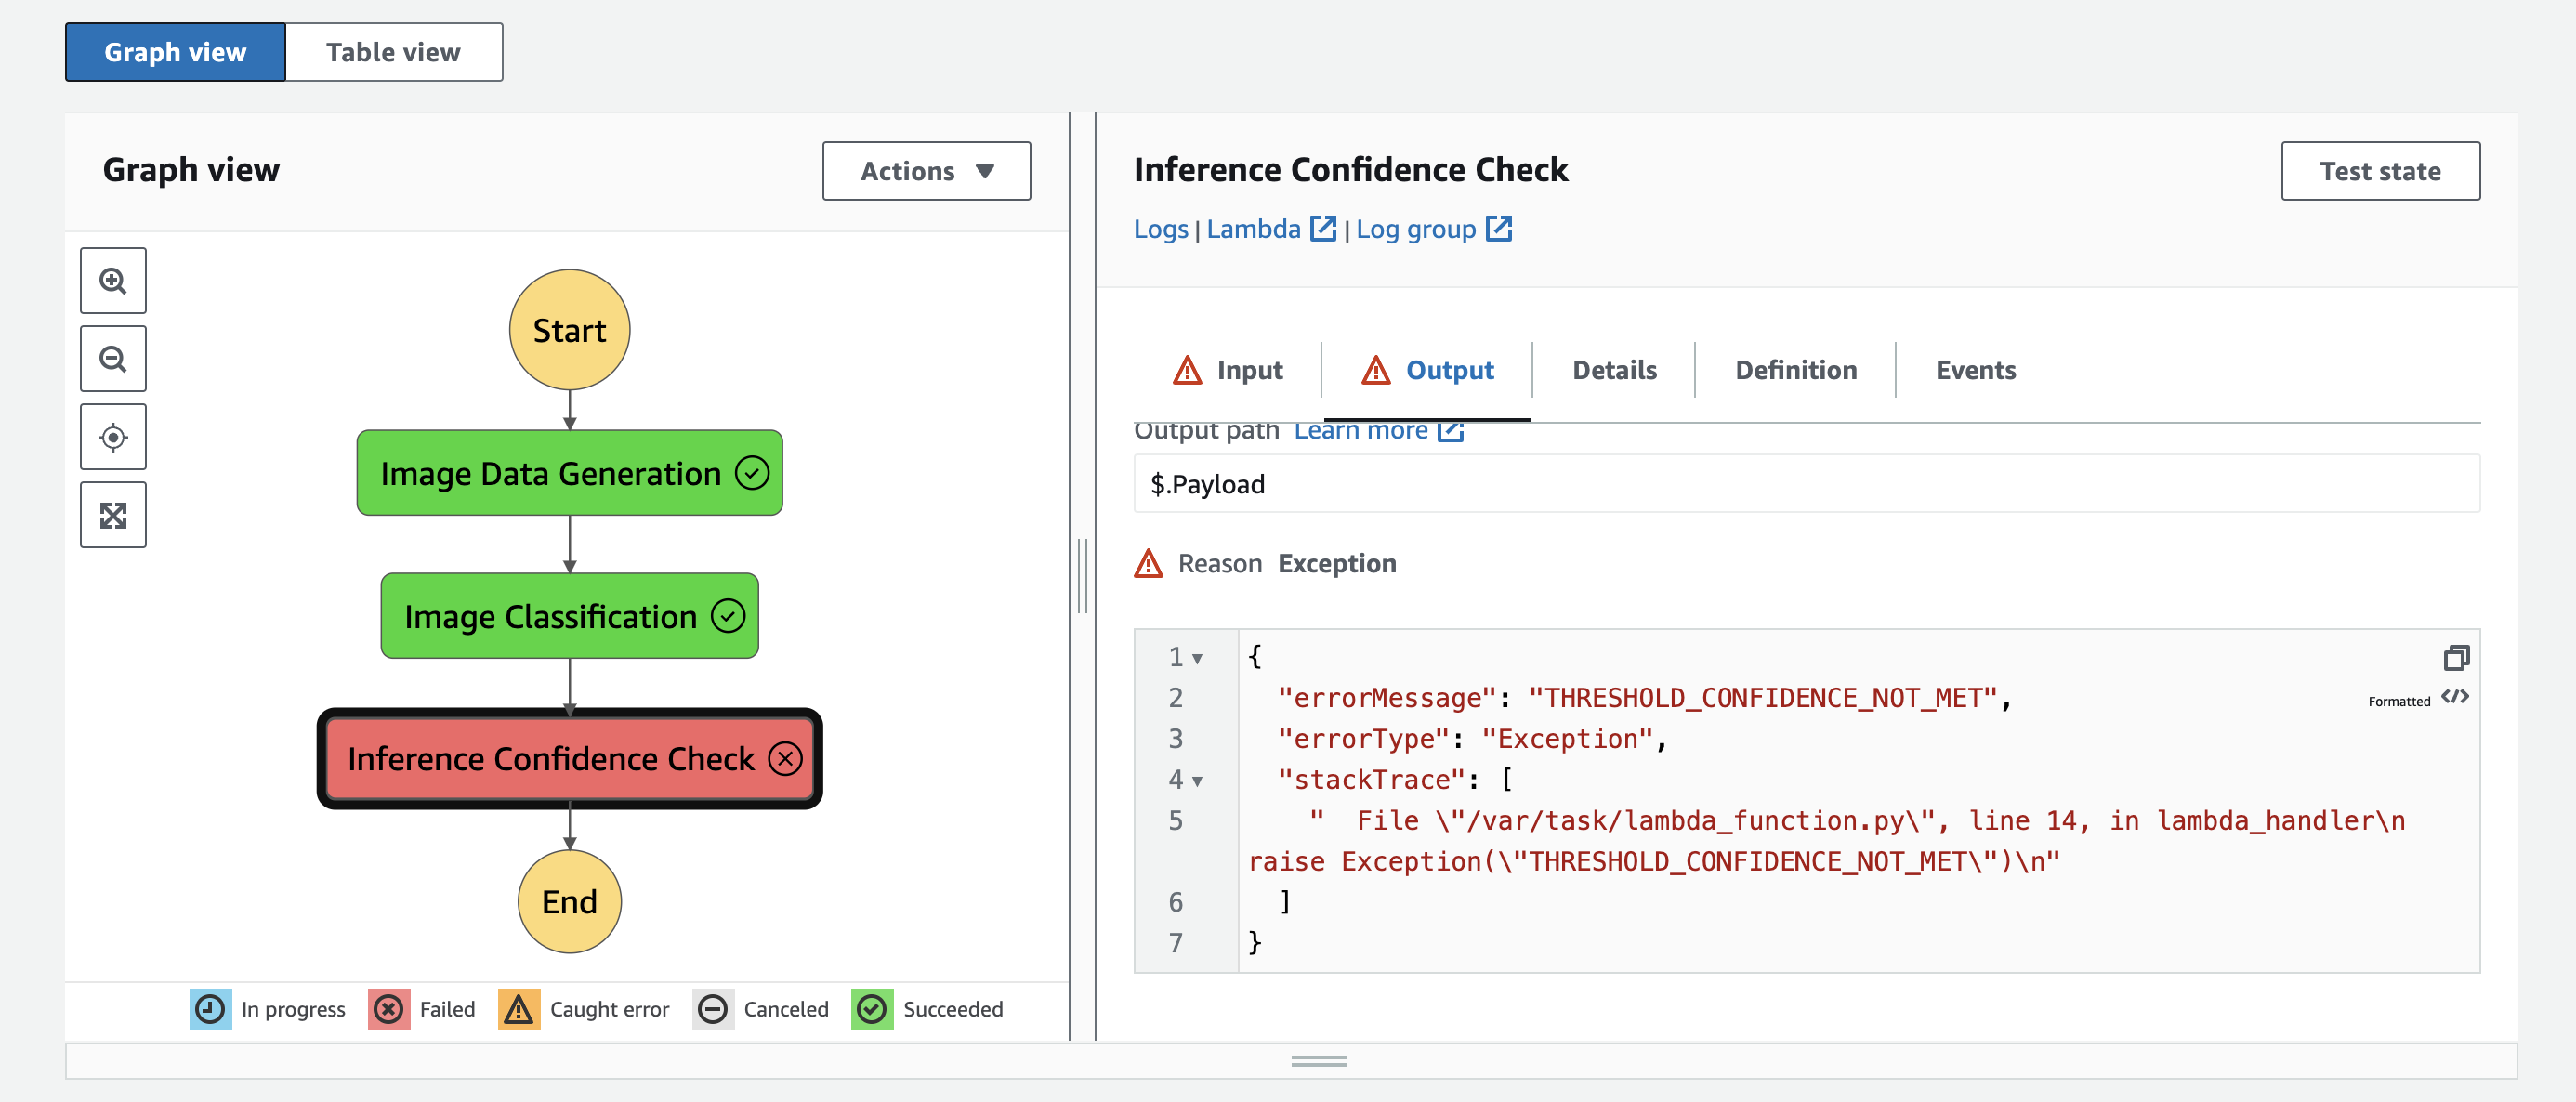 Graph view
Table view
Graph view
Actions
Start
Image Data Generation
Image Classification
Inference Confidence Check
End
In progress
Failed
Caught error
Canceled
Succeeded
Inference Confidence Check
Test state
Logs | Lambda | Log group
Input
Output
Details
Definition
Events
Output path Learn more
$.Payload
Reason Exception
Formatted
1 {
2 "errorMessage": "THRESHOLD_CONFIDENCE_NOT_MET",
3 "errorType": "Exception",
4 "stackTrace": [
5 "  File \"/var/task/lambda_function.py\", line 14, in lambda_handler\n
raise Exception(\"THRESHOLD_CONFIDENCE_NOT_MET\")\n"
6 ]
7 }